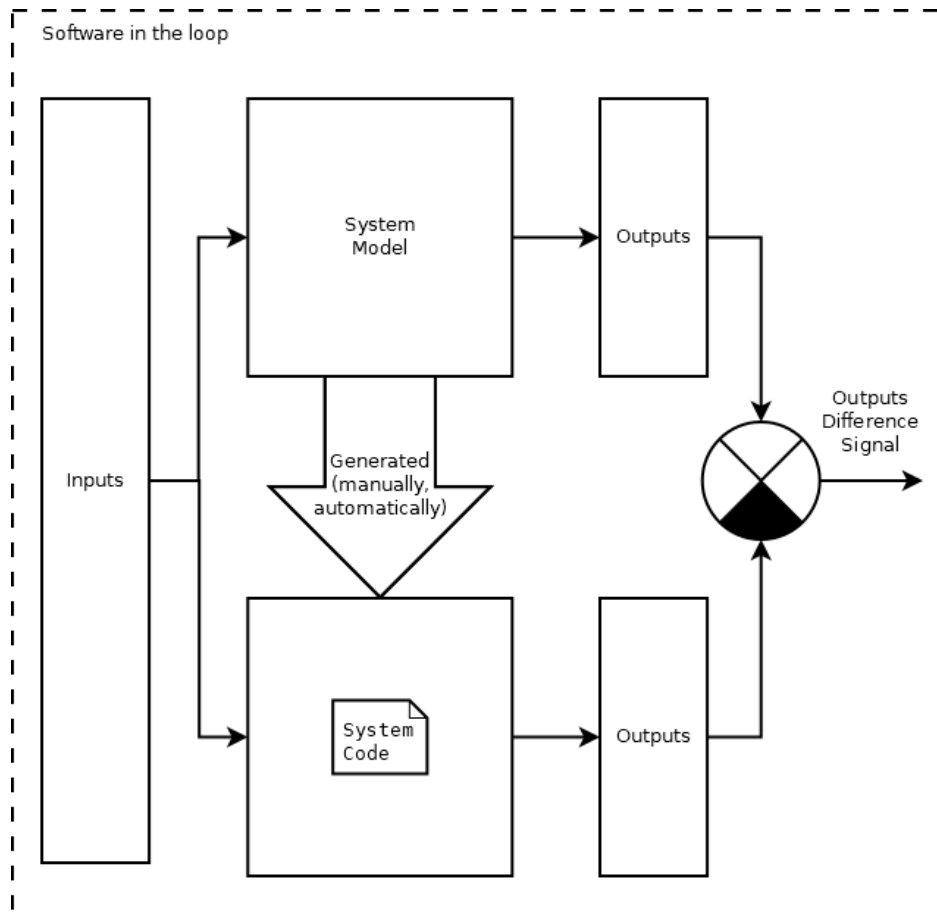 Software in the loop
System
Model
Outputs
Outputs
Difference
Signal
Generated
(manually,
automatically)
Inputs
System
Code
Outputs